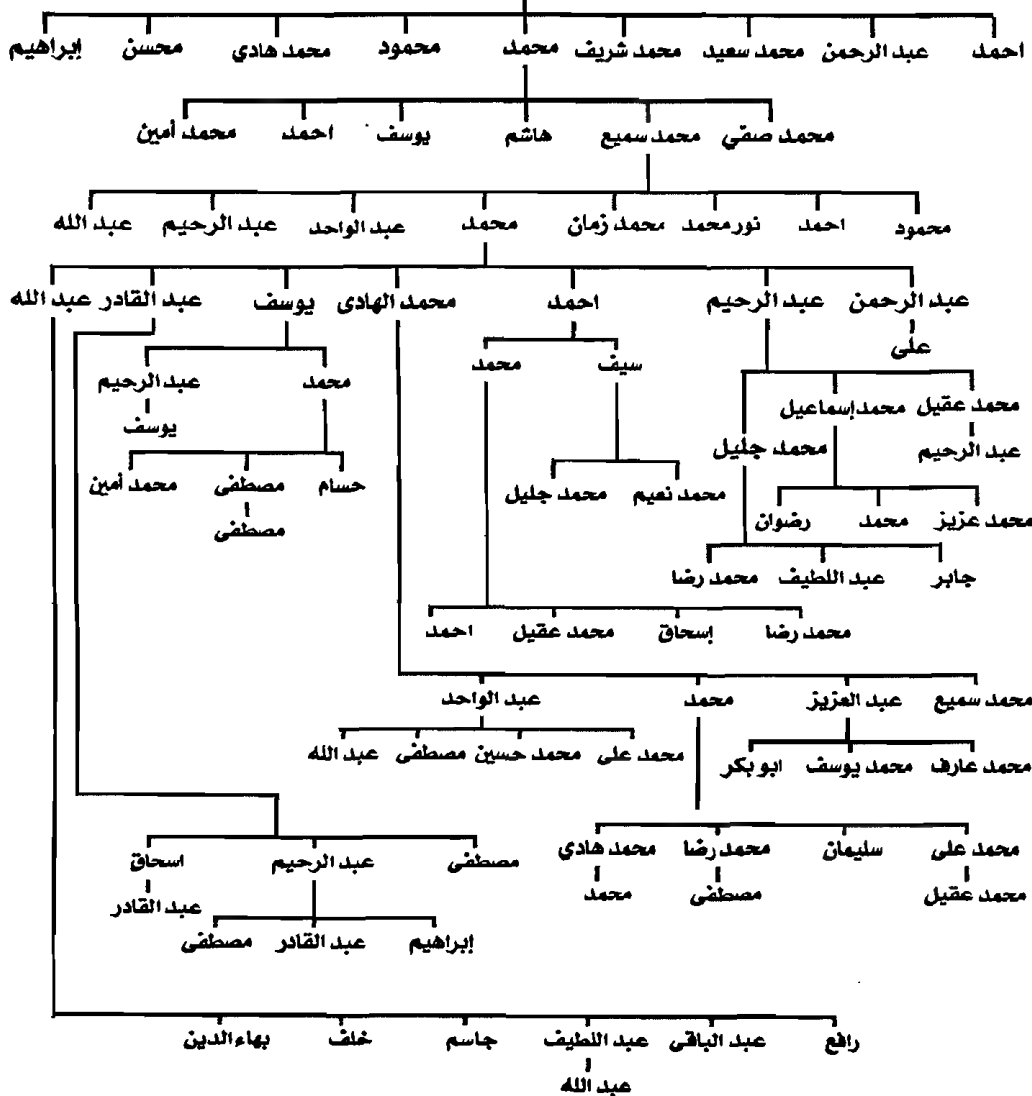 احمد عبد الرحمن محمد سعيد محمد شريف محمد محمود محمد هادي محسن إبراهيم
محمد صفي محمد سميع هاشم يوسف احمد محمد أمين
محمود احمد نور محمد محمد زمان محمد عبد الواحد عبد الرحيم عبد الله
عبد الرحمن عبد الرحيم احمد محمد الهادى يوسف عبد القادر عبد الله
على
سيف محمد محمد عبد الرحيم
محمد عقيل محمد إسماعيل
يوسف
عبد الرحيم محمد جليل
محمد نعيم محمد جليل حسام مصطفى محمد أمين
محمد عزيز محمد رضوان
مصطفى
جابر عبد اللطيف محمد رضا
محمد رضا إسحاق محمد عقيل احمد
محمد سميع عبد العزيز محمد عبد الواحد
محمد على محمد حسين مصطفى عبد الله
محمد عارف محمد يوسف ابو بكر
محمد على سليمان محمد رضا محمد هادي
مصطفى عبد الرحيم اسحاق
محمد عقيل مصطفى محمد
عبد القادر
إبراهيم عبد القادر مصطفى
رافع عبد الباقى عبد اللطيف جاسم خلف بهاء الدين
عبد الله